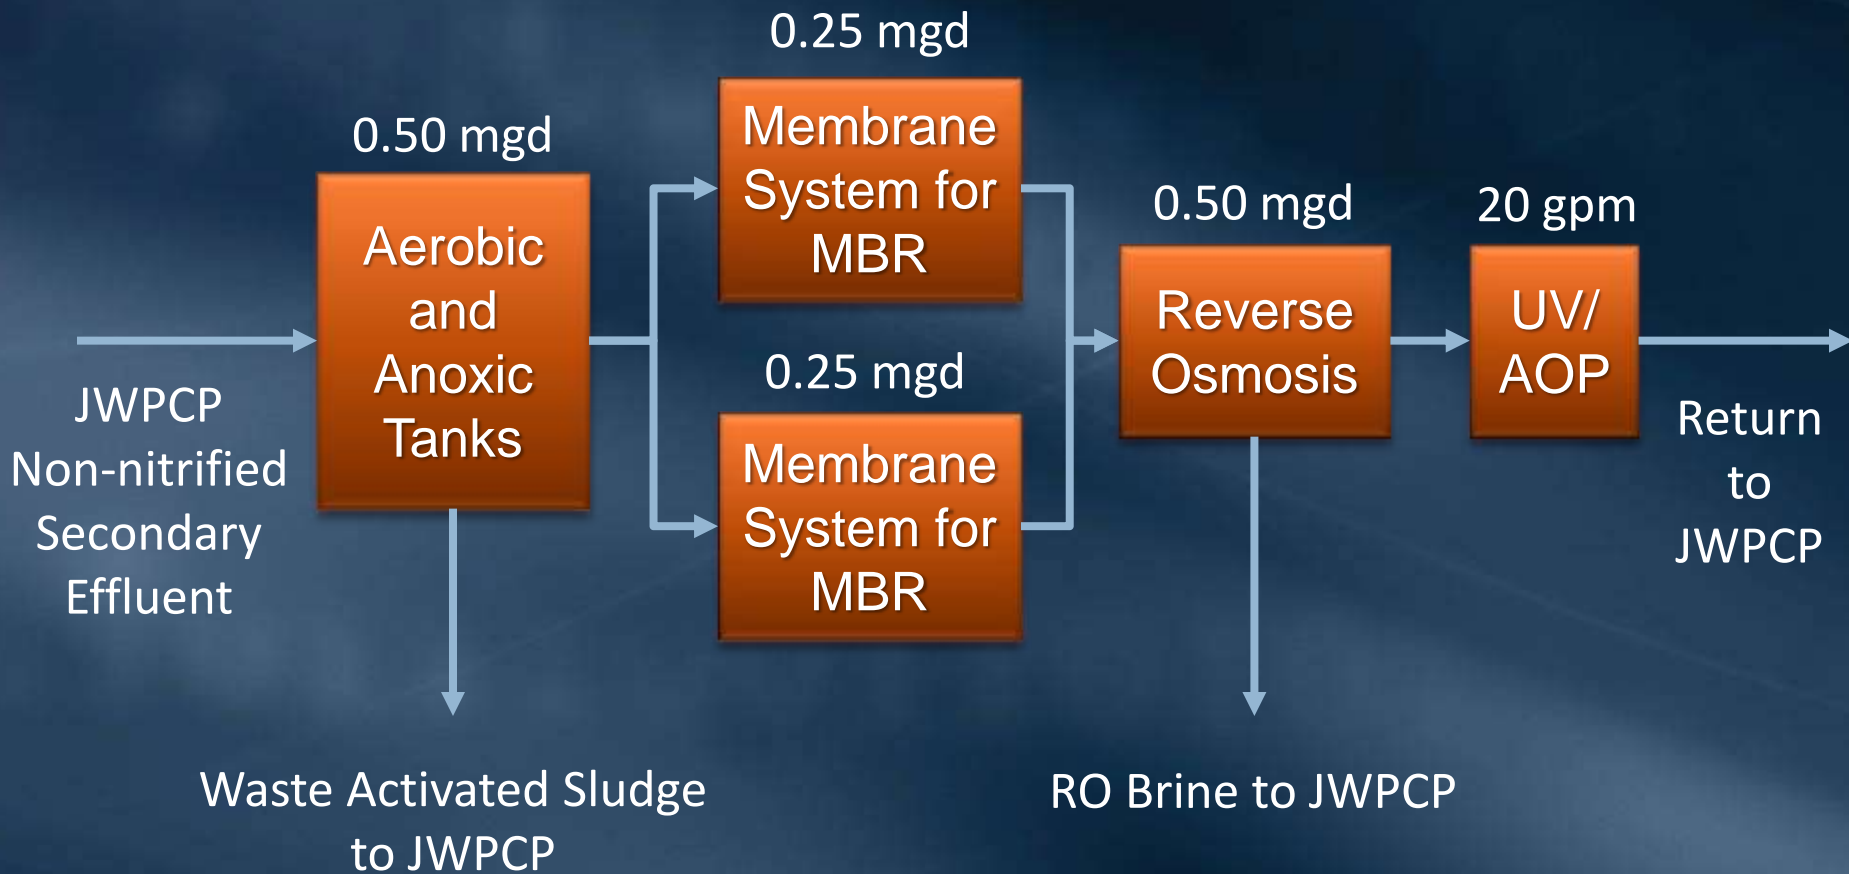 JWPCP
Non-nitrified
Secondary
Effluent
0.50 mgd
Aerobic
and
Anoxic
Tanks
Waste Activated Sludge
to JWPCP
0.25 mgd
Membrane
System for
MBR
0.25 mgd
Membrane
System for
MBR
0.50 mgd
Reverse
Osmosis
RO Brine to JWPCP
20 gpm
UV/
AOP
Return
to
JWPCP